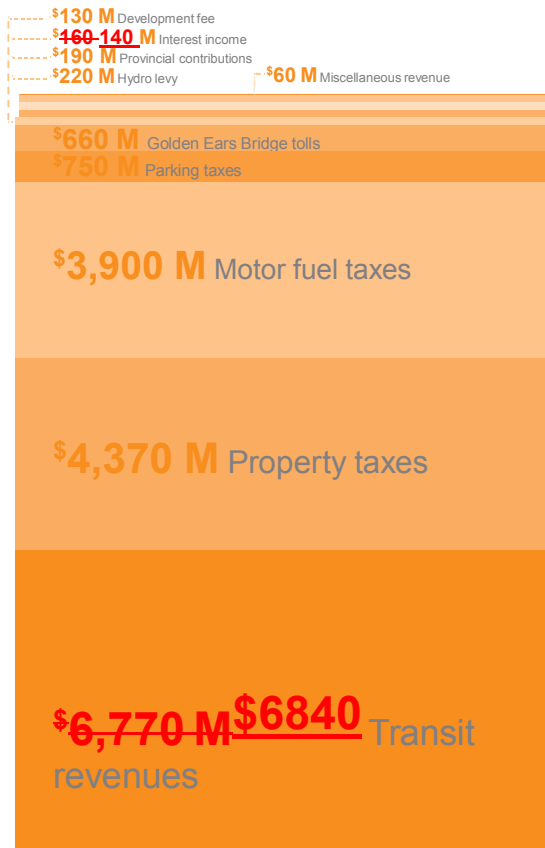 $130 M Development fee
$160 140 M Interest income
$190 M Provincial contributions
$220 M Hydro levy
$60 M Miscellaneous revenue
$660 M Golden Ears Bridge tolls
$750 M Parking taxes
$3,900 M Motor fuel taxes
$4,370 M Property taxes
$6,770 M$6840 Transit
revenues